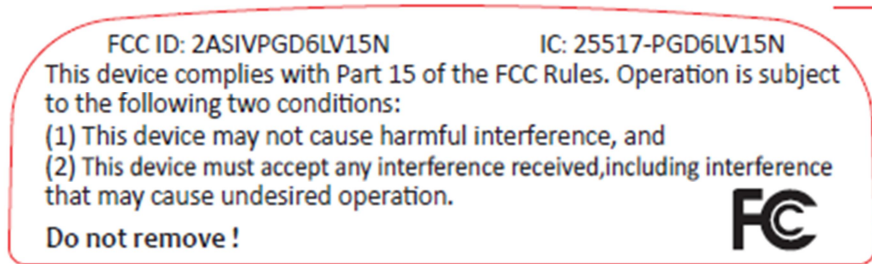 FCC ID: 2ASIVPGD6LV15N IC: 25517-PGD6LV15N
This device complies with Part 15 of the FCC Rules. Operation is subject
to the following two conditions:
(1) This device may not cause harmful interference, and
(2) This device must accept any interference received,including interference
that may cause undesired operation.
Do not remove !
FC